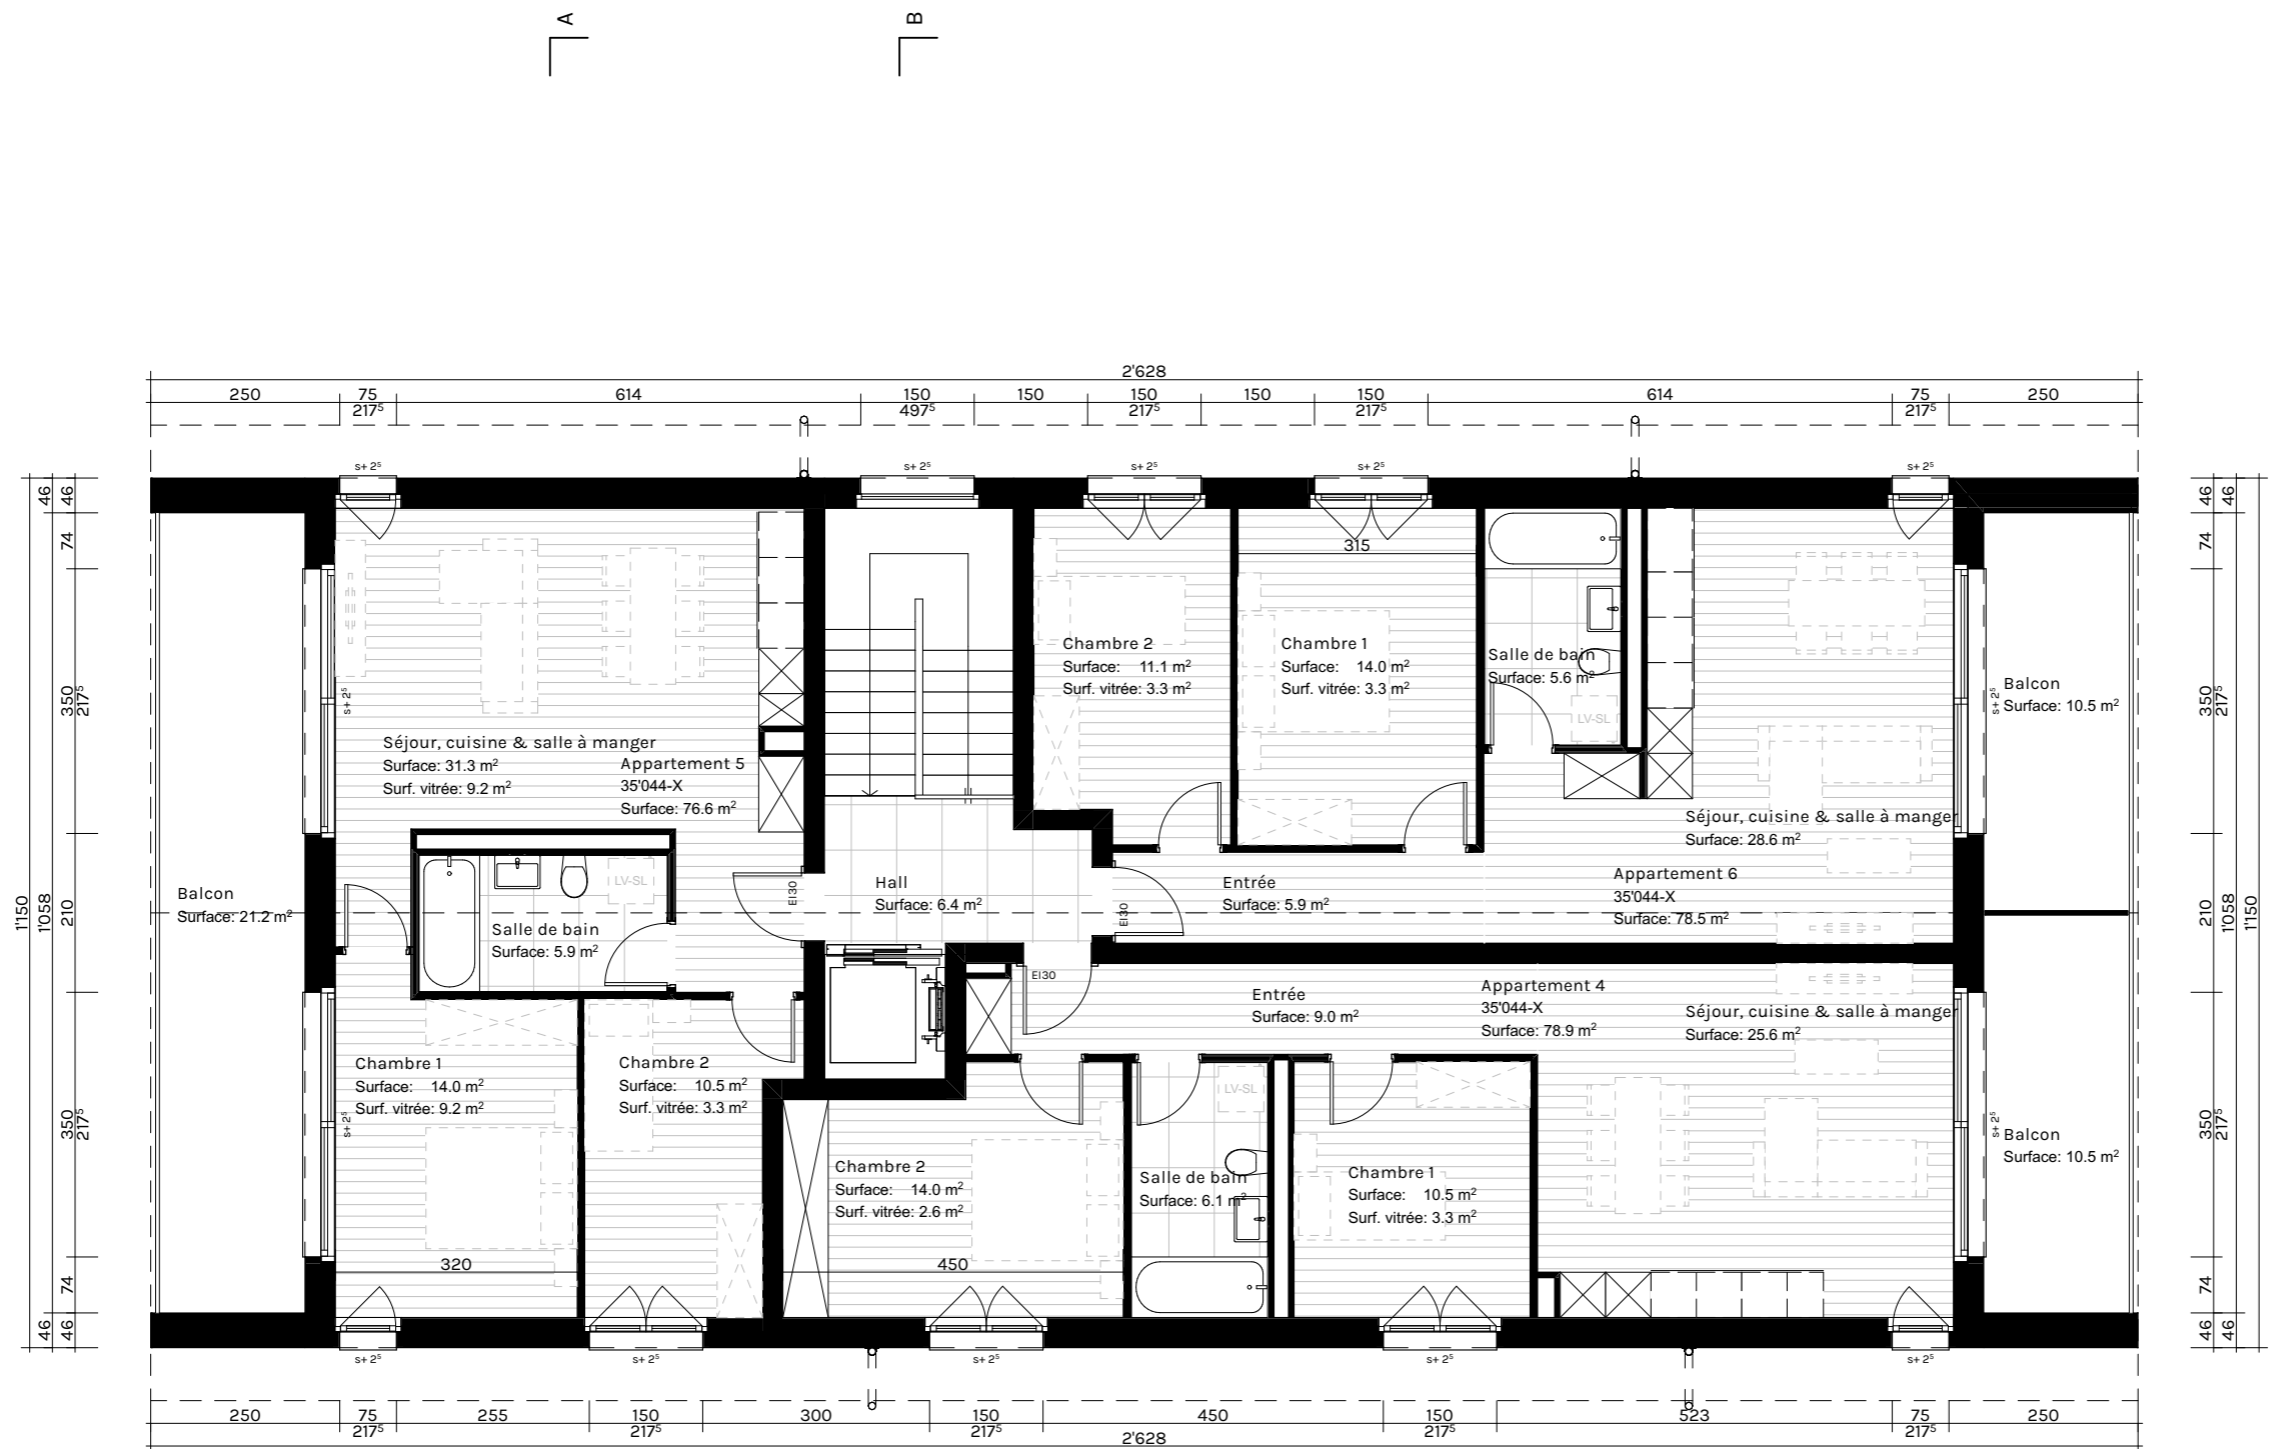 A
B
2'628
250 75 614 150 150 150 150 150 614 75 250
217⁵ 497⁵ 217⁵ 217⁵ 217⁵
s+ 2⁵ s+ 2⁵ s+ 2⁵ s+ 2⁵ s+ 2⁵
46 46 46 46
74 74
350
217⁵
350
217⁵
210 210
1'150 1'058 1'058 1'150
350
217⁵
350
217⁵
74 74
46 46 46 46
315
s+ 2⁵
s+ 2⁵
Séjour, cuisine & salle à manger
Surface: 31.3 m²
Surf. vitrée: 9.2 m²
Appartement 5
35'044-X
Surface: 76.6 m²
Balcon
Surface: 21.2 m²
LV-SL
Salle de bain
Surface: 5.9 m²
EI30
Chambre 1
Surface: 14.0 m²
Surf. vitrée: 9.2 m²
s+ 2⁵
320
Chambre 2
Surface: 10.5 m²
Surf. vitrée: 3.3 m²
Hall
Surface: 6.4 m²
EI30
EI30
Chambre 2
Surface: 11.1 m²
Surf. vitrée: 3.3 m²
Chambre 1
Surface: 14.0 m²
Surf. vitrée: 3.3 m²
Salle de bain
Surface: 5.6 m²
LV-SL
Séjour, cuisine & salle à manger
Surface: 28.6 m²
Balcon
Surface: 10.5 m²
Entrée
Surface: 5.9 m²
Appartement 6
35'044-X
Surface: 78.5 m²
Entrée
Surface: 9.0 m²
Appartement 4
35'044-X
Surface: 78.9 m²
Séjour, cuisine & salle à manger
Surface: 25.6 m²
Chambre 2
Surface: 14.0 m²
Surf. vitrée: 2.6 m²
450
LV-SL
Salle de bain
Surface: 6.1 m²
Chambre 1
Surface: 10.5 m²
Surf. vitrée: 3.3 m²
s+ 2⁵
Balcon
Surface: 10.5 m²
s+ 2⁵ s+ 2⁵ s+ 2⁵ s+ 2⁵ s+ 2⁵
250 75 255 150 300 150 450 150 523 75 250
217⁵ 217⁵ 217⁵ 217⁵ 217⁵
2'628